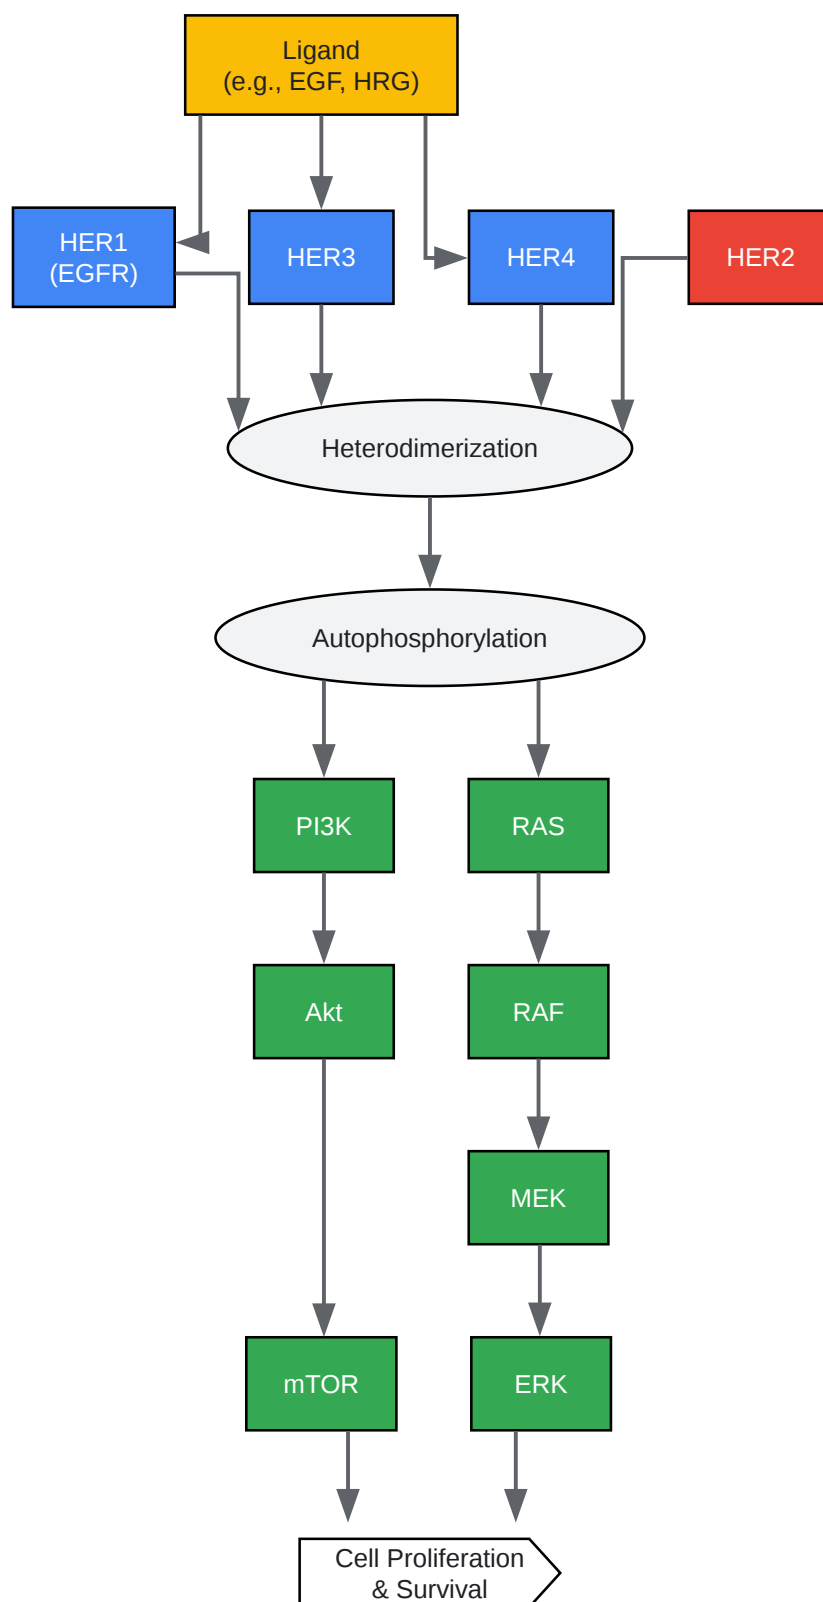 Ligand
(e.g., EGF, HRG)
HER1
(EGFR)
HER3
HER4
HER2
Heterodimerization
Autophosphorylation
PI3K
RAS
Akt
RAF
MEK
mTOR
ERK
Cell Proliferation
& Survival